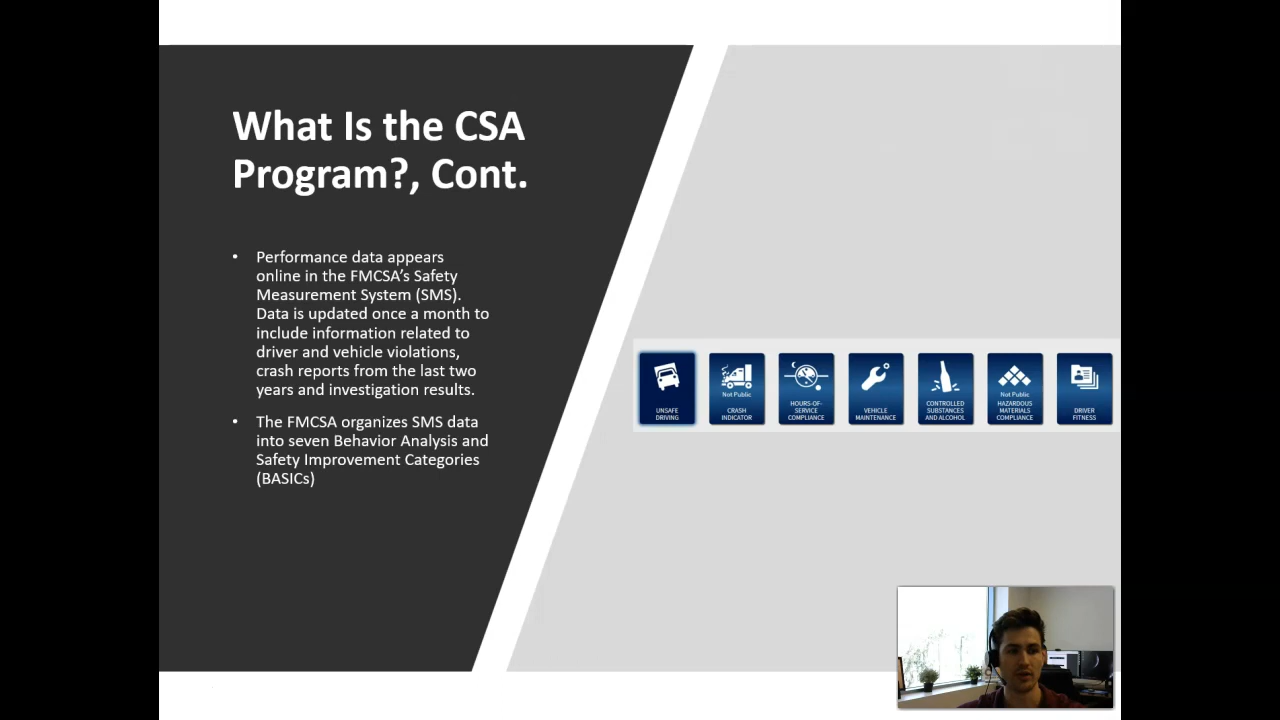 What Is the CSA
Program?, Cont.
• Performance data appears
online in the FMCSA’s Safety
Measurement System (SMS).
Data is updated once a month to
include information related to
driver and vehicle violations,
crash reports from the last two
years and investigation results.
• The FMCSA organizes SMS data
into seven Behavior Analysis and
Safety Improvement Categories
(BASICs)
UNSAFE
DRIVING
Not Public
CRASH
INDICATOR
HOURS-OF-
SERVICE
COMPLIANCE
VEHICLE
MAINTENANCE
CONTROLLED
SUBSTANCES
AND ALCOHOL
Not Public
HAZARDOUS
MATERIALS
COMPLIANCE
DRIVER
FITNESS